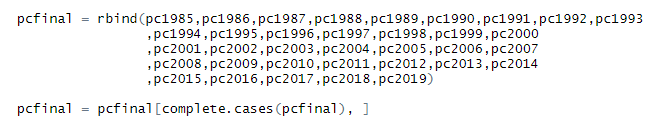 pcfinal = rbind(pc1985,pc1986,pc1987,pc1988,pc1989,pc1990,pc1991,pc1992,pc1993
,pc1994,pc1995,pc1996,pc1997,pc1998,pc1999,pc2000
,pc2001,pc2002,pc2003,pc2004,pc2005,pc2006,pc2007
,pc2008,pc2009,pc2010,pc2011,pc2012,pc2013,pc2014
,pc2015,pc2016,pc2017,pc2018,pc2019)
pcfinal = pcfinal[complete.cases(pcfinal), ]